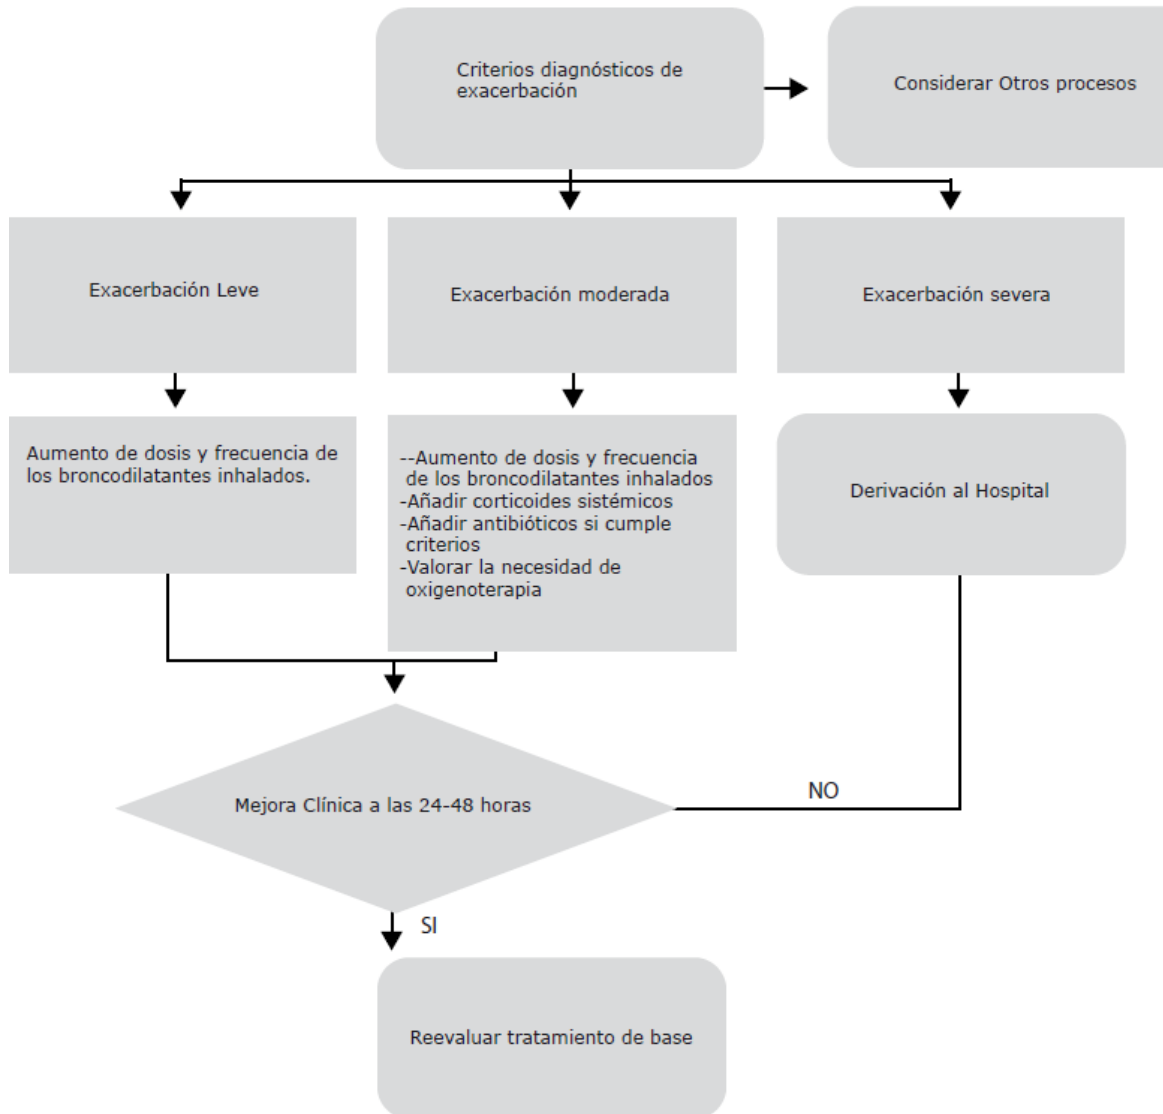 Criterios diagnósticos de
exacerbación
Considerar Otros procesos
Exacerbación Leve
Exacerbación moderada
Exacerbación severa
Aumento de dosis y frecuencia de
los broncodilatantes inhalados.
--Aumento de dosis y frecuencia
de los broncodilatantes inhalados
-Añadir corticoides sistémicos
-Añadir antibióticos si cumple
criterios
-Valorar la necesidad de
oxigenoterapia
Derivación al Hospital
Mejora Clínica a las 24-48 horas
NO
SI
Reevaluar tratamiento de base